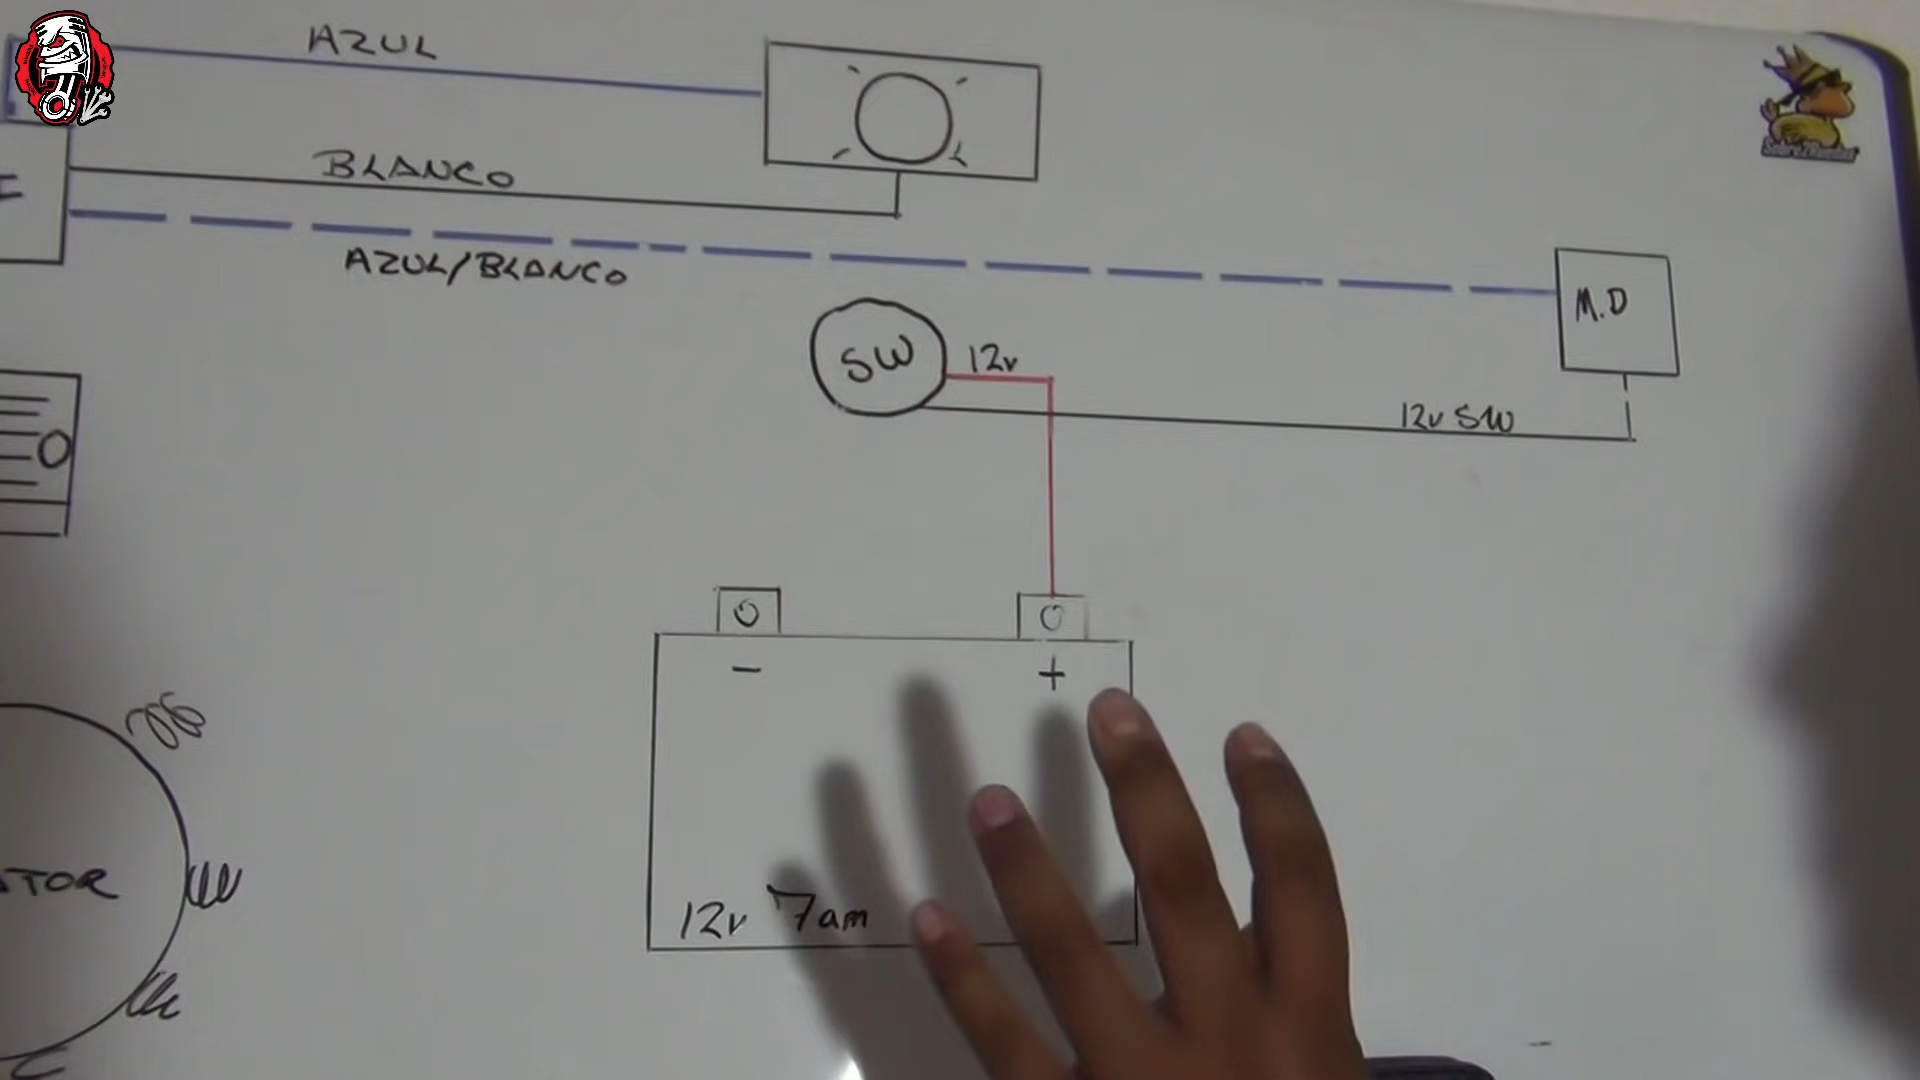 AZUL
BLANCO
AZUL/BLANCO
M.D
SW
12v
12v SW
- +
12v 7am